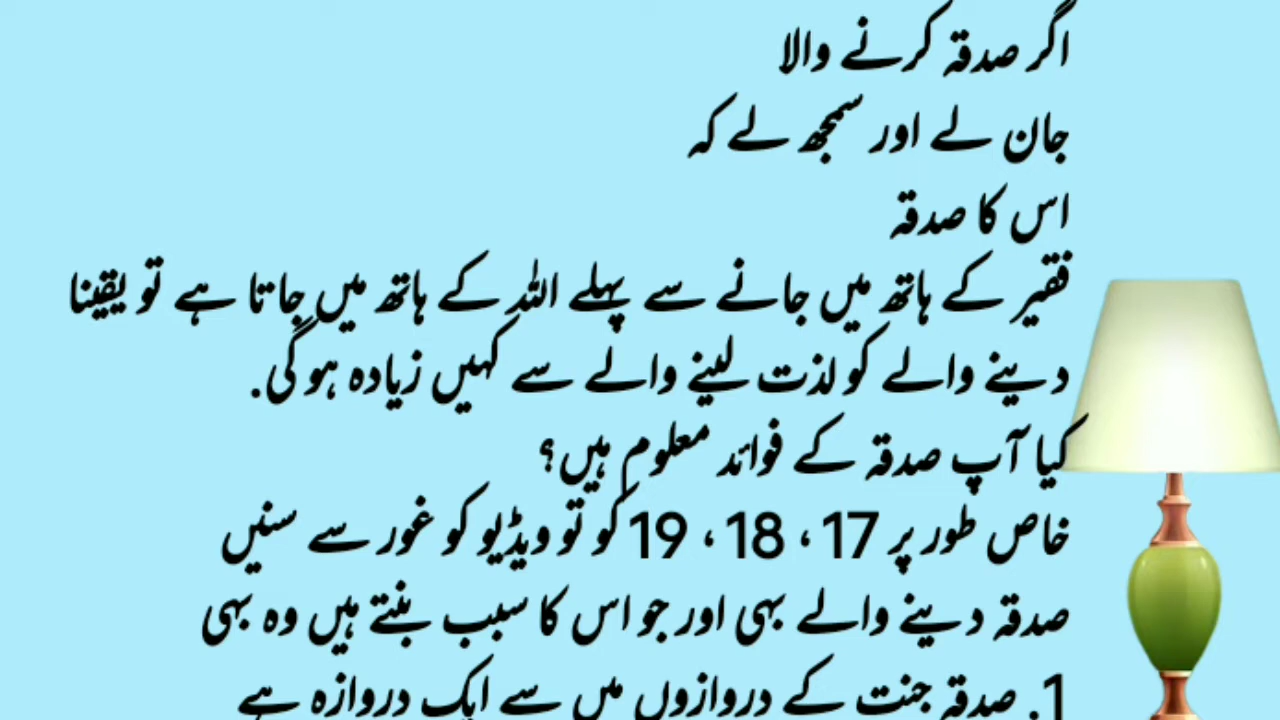 اگر صدقہ کرنے والا
جان لے اور سمجھ لے کہ
اس کا صدقہ
فقیر کے ہاتھ میں جانے سے پہلے اللہ کے ہاتھ میں جاتا ہے تو یقینا
دینے والے کو لذت لینے والے سے کہیں زیادہ ہو گی.
کیا آپ صدقہ کے فوائد معلوم ہیں؟
خاص طور پر 17، 18، 19 کو تو ویڈیو کو غور سے سنیں
صدقہ دینے والے بہی اور جو اس کا سبب بنتے ہیں وہ بہی
1. صدقہ جنت کے دروازوں میں سے ایک دروازہ ہے